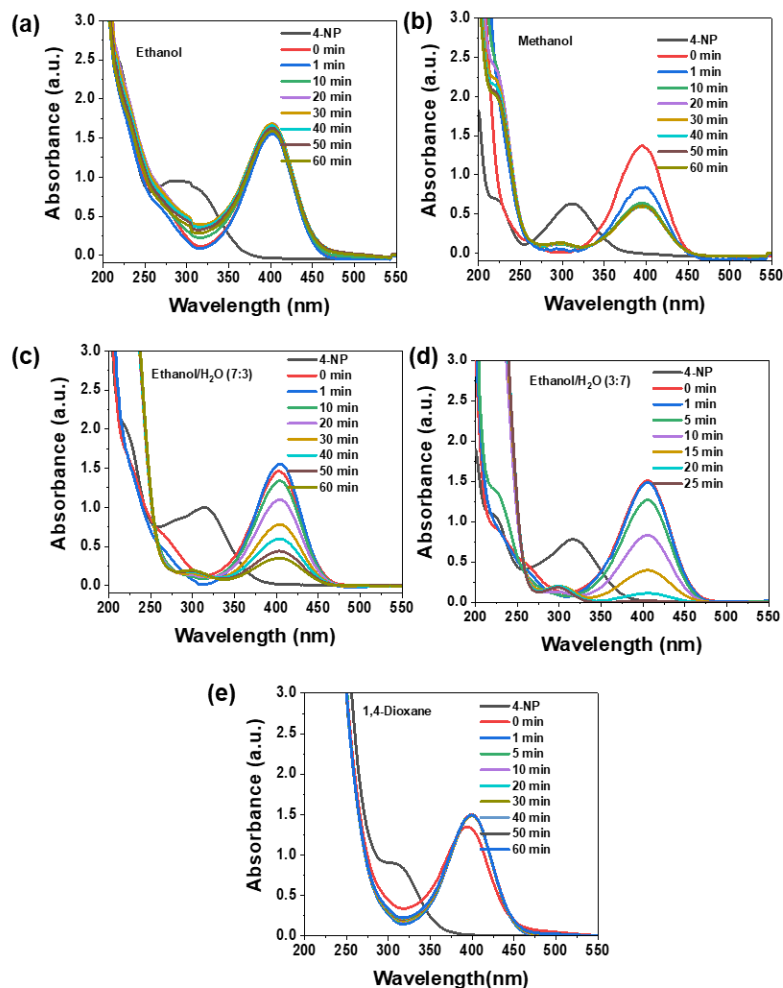 (a)
Ethanol
4-NP
0 min
1 min
10 min
20 min
30 min
40 min
50 min
60 min
3.0
2.5
2.0
1.5
1.0
0.5
0.0
Absorbance (a.u.)
200 250 300 350 400 450 500 550
Wavelength (nm)
(b)
Methanol
4-NP
0 min
1 min
10 min
20 min
30 min
40 min
50 min
60 min
3.0
2.5
2.0
1.5
1.0
0.5
0.0
Absorbance (a.u.)
200 250 300 350 400 450 500 550
Wavelength (nm)
(c)
Ethanol/H₂O (7:3)
4-NP
0 min
1 min
10 min
20 min
30 min
40 min
50 min
60 min
3.0
2.5
2.0
1.5
1.0
0.5
0.0
Absorbance (a.u.)
200 250 300 350 400 450 500 550
Wavelength (nm)
(d)
Ethanol/H₂O (3:7)
4-NP
0 min
1 min
5 min
10 min
15 min
20 min
25 min
3.0
2.5
2.0
1.5
1.0
0.5
0.0
Absorbance (a.u.)
200 250 300 350 400 450 500 550
Wavelength (nm)
(e)
1,4-Dioxane
4-NP
0 min
1 min
5 min
10 min
20 min
30 min
40 min
50 min
60 min
3.0
2.5
2.0
1.5
1.0
0.5
0.0
Absorbance (a.u.)
200 250 300 350 400 450 500 550
Wavelength(nm)